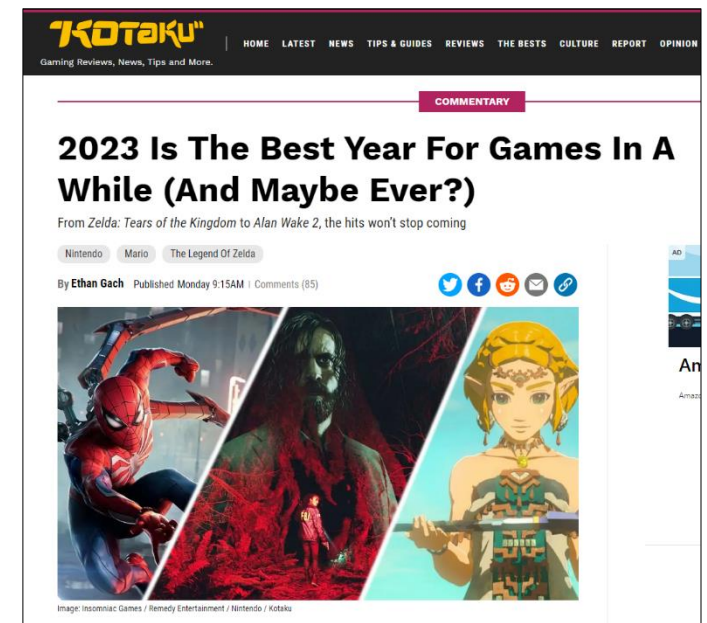 KOTAKU
Gaming Reviews, News, Tips and More.
HOME LATEST NEWS TIPS & GUIDES REVIEWS THE BESTS CULTURE REPORT OPINION
COMMENTARY
2023 Is The Best Year For Games In A
While (And Maybe Ever?)
From Zelda: Tears of the Kingdom to Alan Wake 2, the hits won't stop coming
Nintendo Mario The Legend Of Zelda
By Ethan Gach Published Monday 9:15AM | Comments (85)
AD
An
Amazo
Image: Insomniac Games / Remedy Entertainment / Nintendo / Kotaku